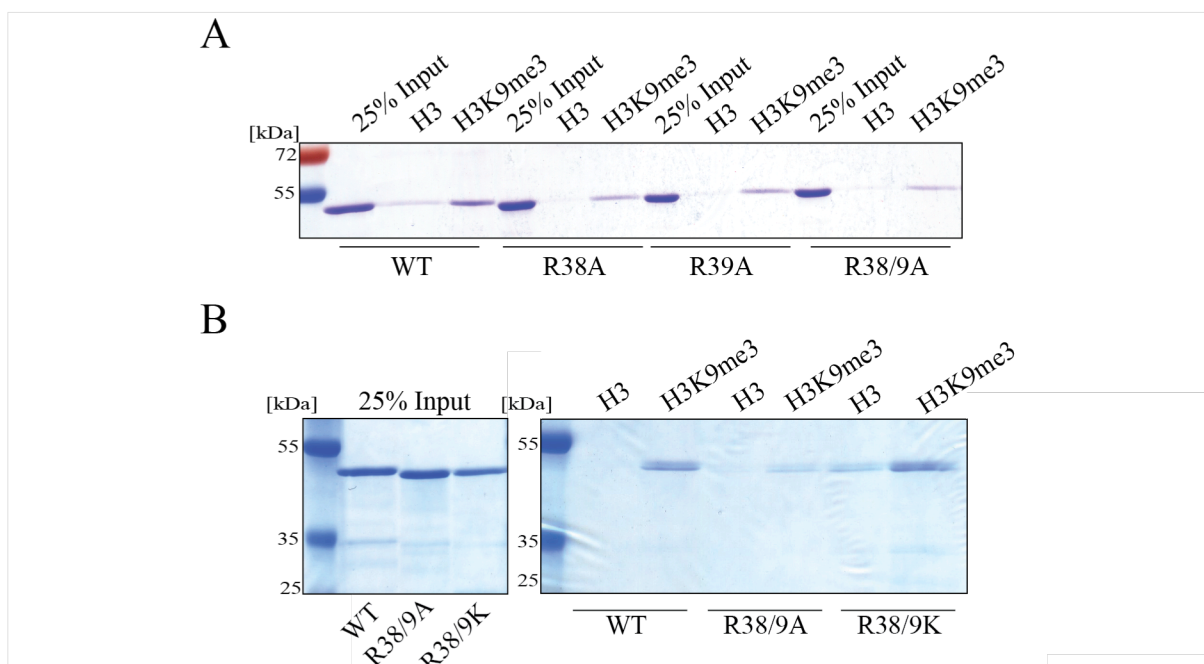 A
25% Input H3 H3K9me3 25% Input H3 H3K9me3 25% Input H3 H3K9me3 25% Input H3 H3K9me3
[kDa]
72
55
WT R38A R39A R38/9A
B
[kDa] 25% Input
55
35
25
WT R38/9A R38/9K
[kDa] H3 H3K9me3 H3 H3K9me3 H3 H3K9me3
55
35
25
WT R38/9A R38/9K